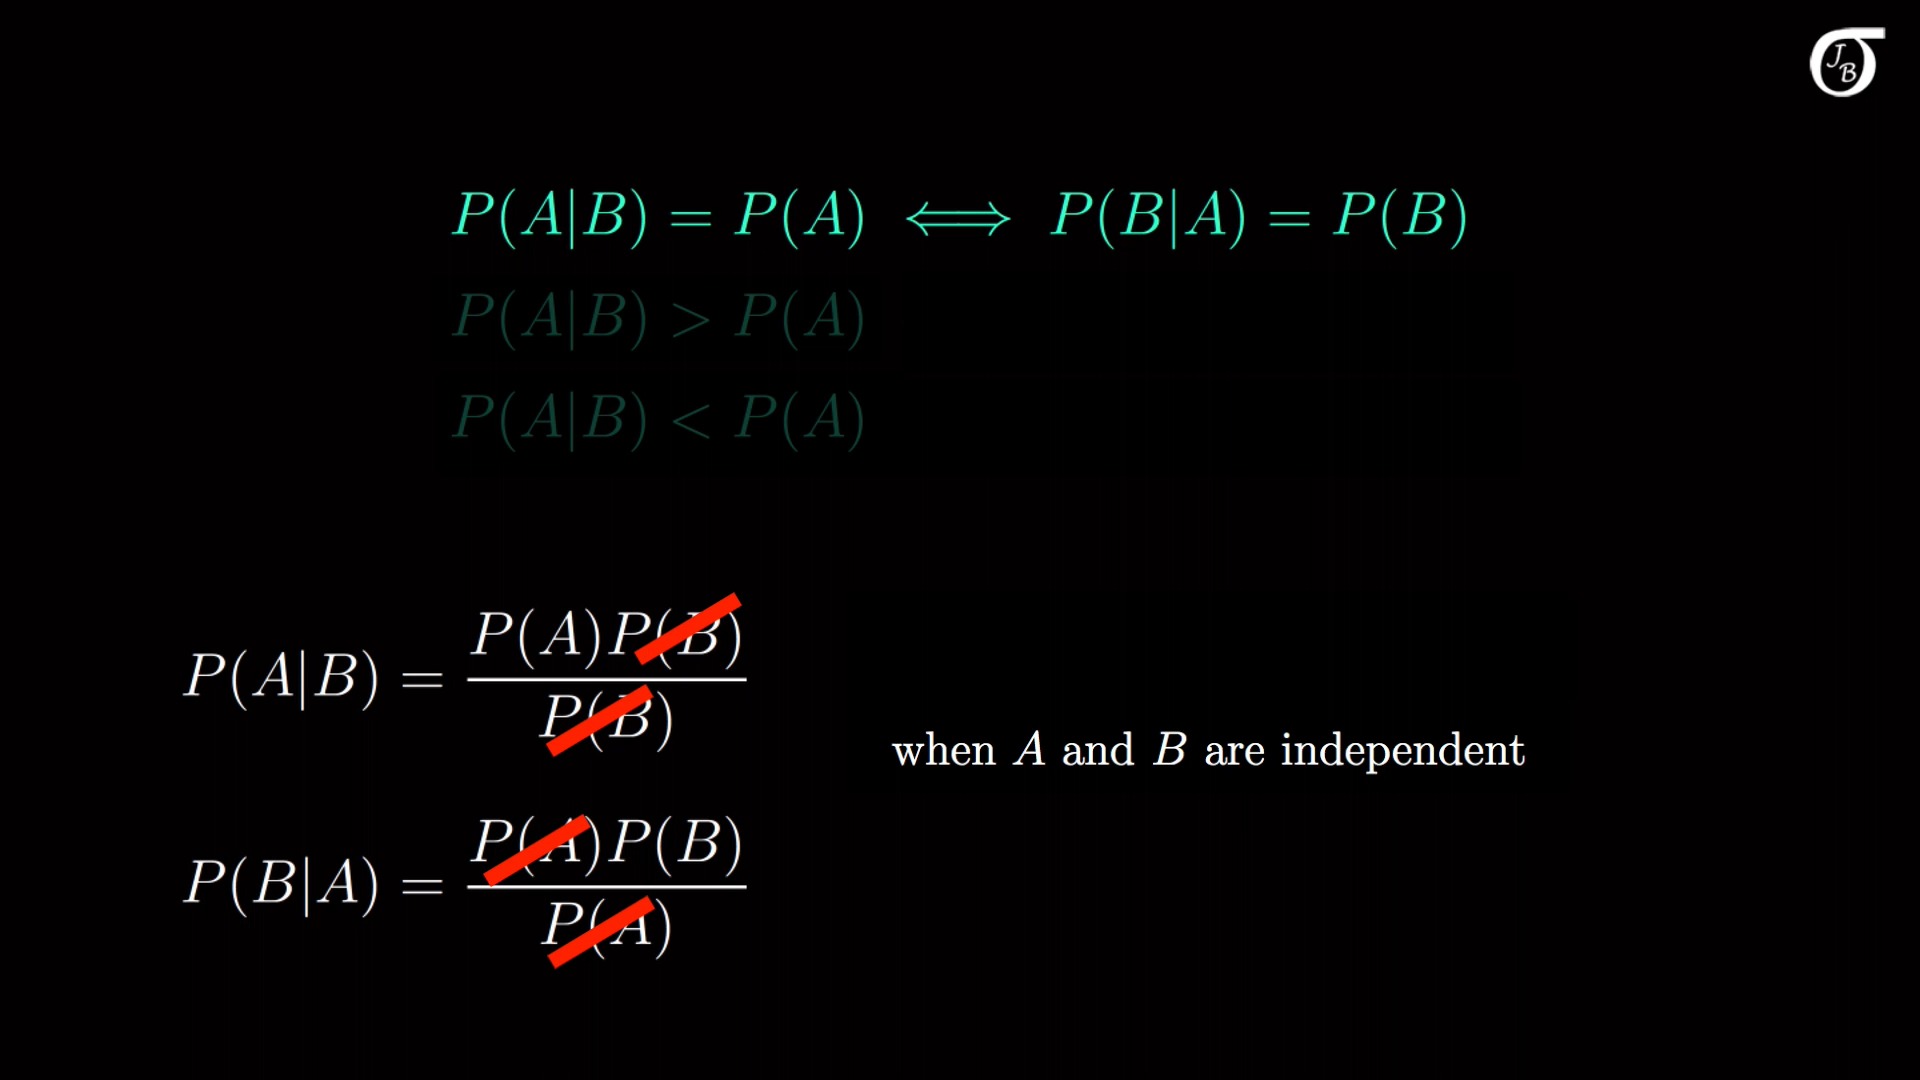 J B
P(A|B) = P(A) ⟺ P(B|A) = P(B)
P(A|B) > P(A)
P(A|B) < P(A)
P(A|B) = P(A)P(B) / P(B)
when A and B are independent
P(B|A) = P(A)P(B) / P(A)